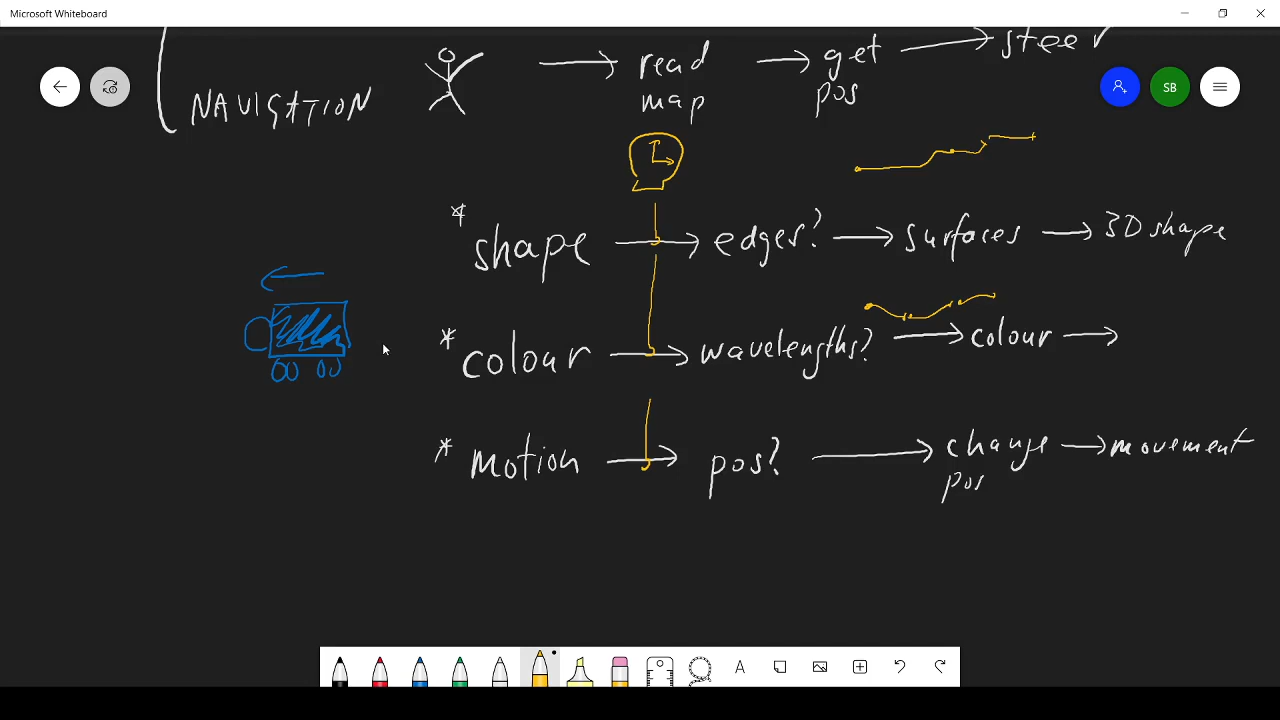 Microsoft Whiteboard
NAVIGATION → read map → get pos → steer
SB
* shape → edges? → surfaces → 3D shape
* colour → wavelengths? → colour →
* motion → pos? → change pos → movement
A